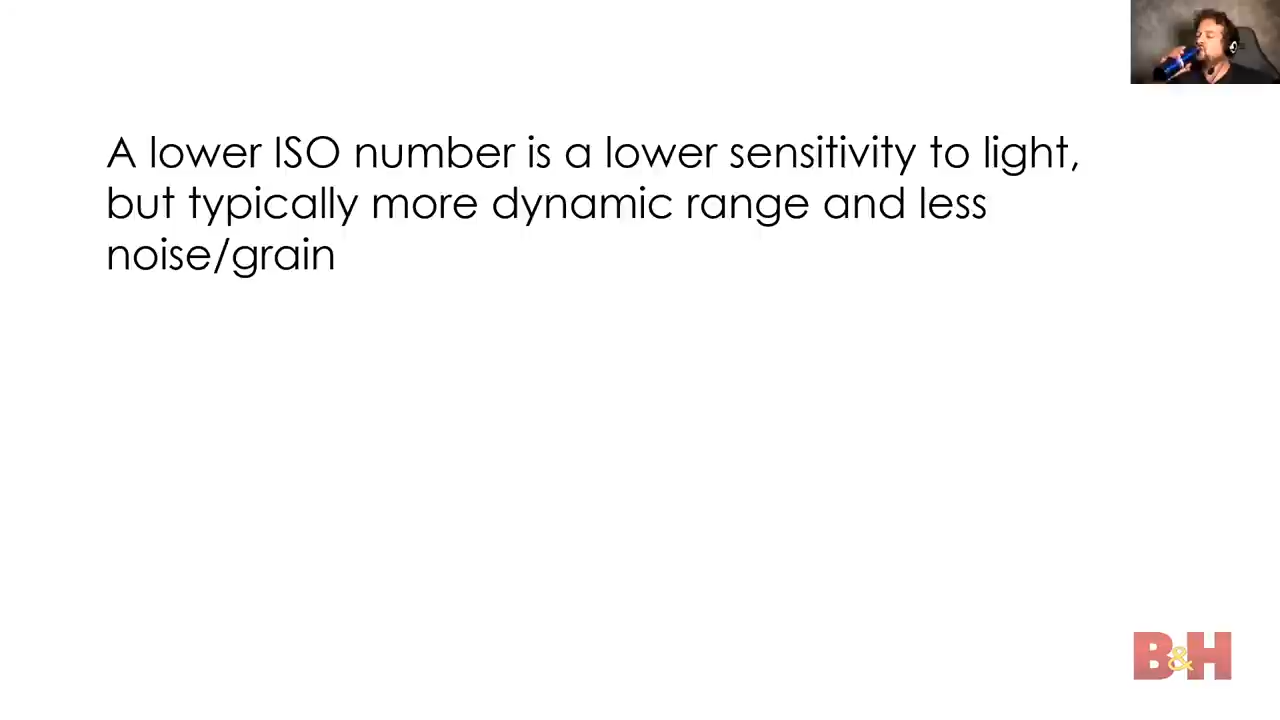 A lower ISO number is a lower sensitivity to light,
but typically more dynamic range and less
noise/grain
B&H